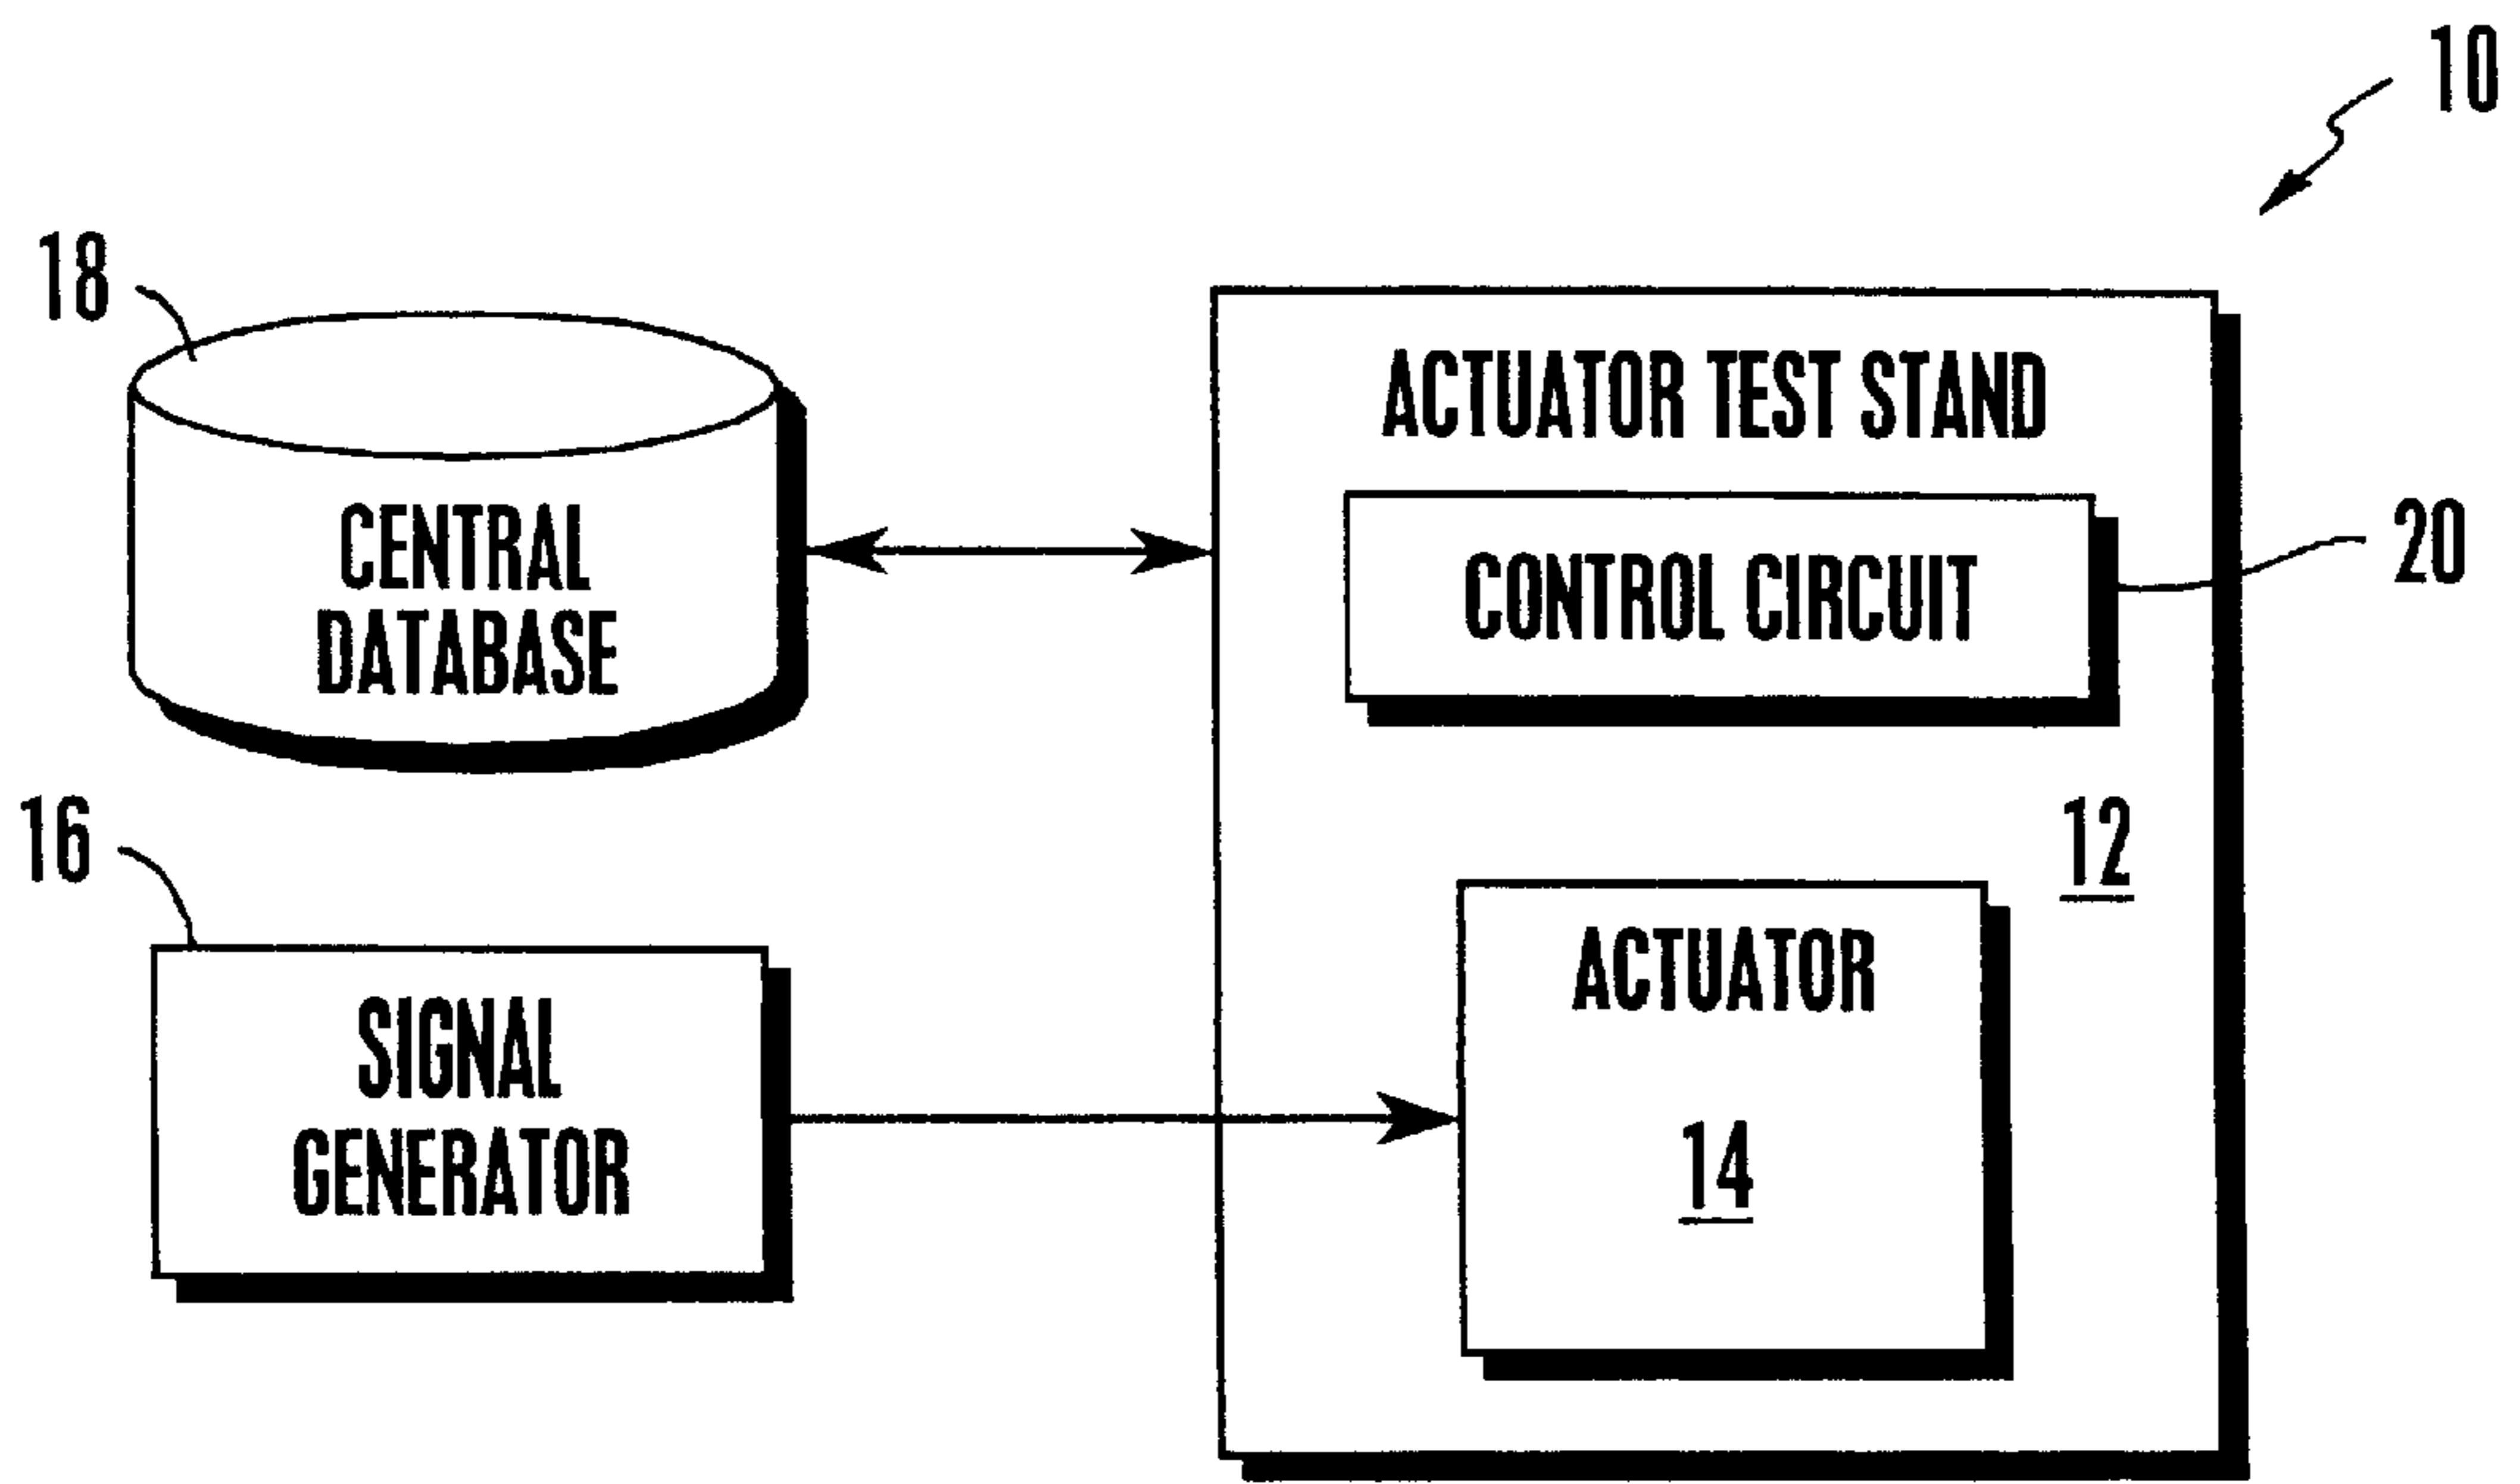 10
18
ACTUATOR TEST STAND
CENTRAL
DATABASE
CONTROL CIRCUIT
20
16
12
SIGNAL
GENERATOR
ACTUATOR
14